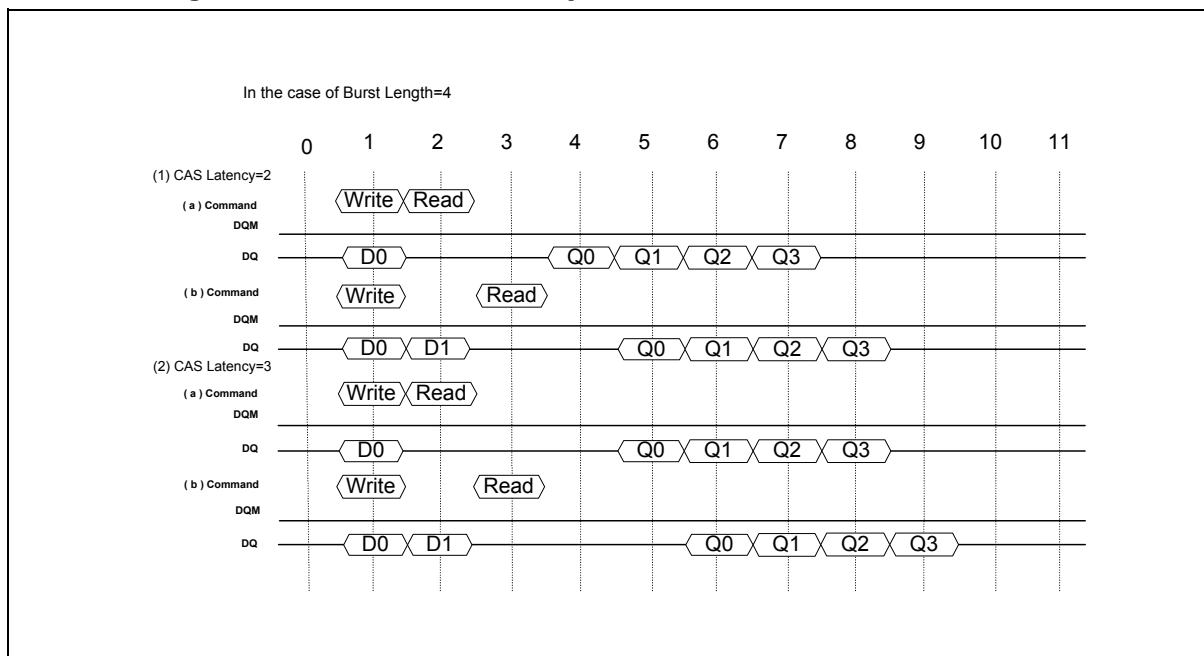 In the case of Burst Length=4
0 1 2 3 4 5 6 7 8 9 10 11
(1) CAS Latency=2
( a ) Command Write Read
DQM
DQ D0 Q0 Q1 Q2 Q3
( b ) Command Write Read
DQM
DQ D0 D1 Q0 Q1 Q2 Q3
(2) CAS Latency=3
( a ) Command Write Read
DQM
DQ D0 Q0 Q1 Q2 Q3
( b ) Command Write Read
DQM
DQ D0 D1 Q0 Q1 Q2 Q3